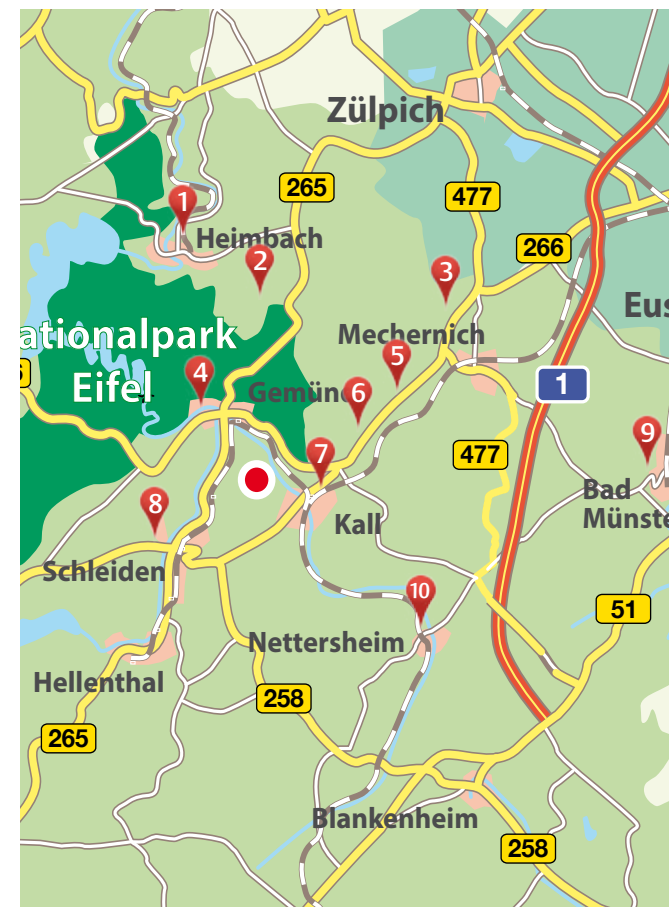 Zülpich
265
477
1
Heimbach
266
2
3
Eus
ationalpark
Eifel
Mechernich
5
4
1
Gemünd
6
477
9
7
Bad
Münste
8
Kall
Schleiden
10
51
Nettersheim
Hellenthal
258
265
Blankenheim
258